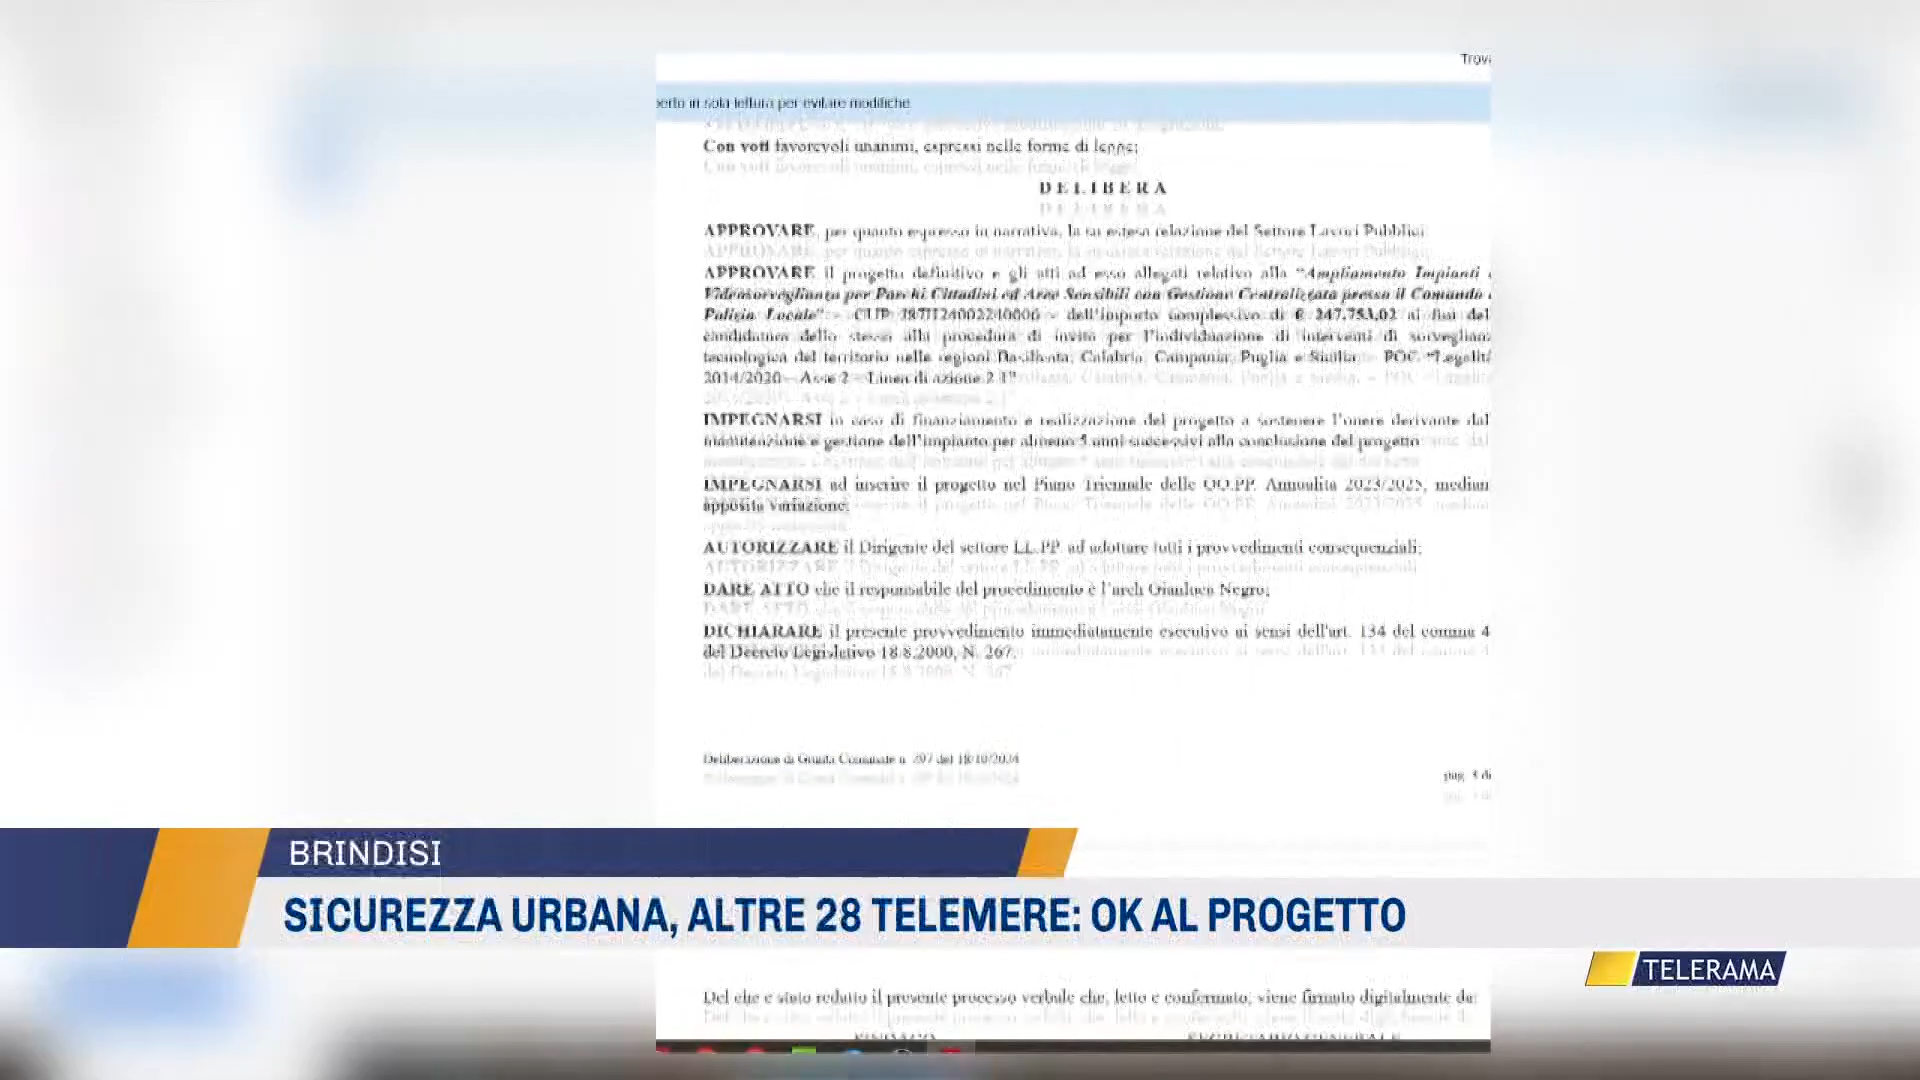 Trova
perto in sola lettura per evitare modifiche.
Con voti favorevoli unanimi, espressi nelle forme di legge;
D E L I B E R A
APPROVARE, per quanto espresso in narrativa, la su estesa relazione del Settore Lavori Pubblici
APPROVARE il progetto definitivo e gli atti ad esso allegati relativo alla "Ampliamento Impianti
Videosorveglianza per Parchi Cittadini ed Aree Sensibili con Gestione Centralizzata presso il Comando
Polizia Locale" - CUP - dell'importo complessivo di € 247.753,02 ai fini del
candidatura dello stesso alla procedura di invito per l'individuazione di interventi di sorveglianz
tecnologica del territorio nelle regioni Basilicata, Calabria, Campania, Puglia e Sicilia - POC "Legalit
2014/2020 - Asse 2 - Linea di azione 2.1"
IMPEGNARSI in caso di finanziamento e realizzazione del progetto a sostenere l'onere derivante dal
manutenzione e gestione dell'impianto per almeno 5 anni successivi alla conclusione del progetto
IMPEGNARSI ad inserire il progetto nel Piano Triennale delle OO.PP. Annualità 2023/2025, median
apposita variazione;
AUTORIZZARE il Dirigente del settore LL.PP. ad adottare tutti i provvedimenti consequenziali;
DARE ATTO che il responsabile del procedimento è l'arch Gianluca Negro;
DICHIARARE il presente provvedimento immediatamente esecutivo ai sensi dell'art. 134 del comma 4
del Decreto Legislativo 18.8.2000, N. 267.
Deliberazione di Giunta Comunale n. 297 del 18/10/2024
pag. di
BRINDISI
SICUREZZA URBANA, ALTRE 28 TELEMERE: OK AL PROGETTO
TELERAMA
Del che è stato redatto il presente processo verbale che, letto e confermato, viene firmato digitalmente da:
SINDACO SEGRETARIO GENERALE